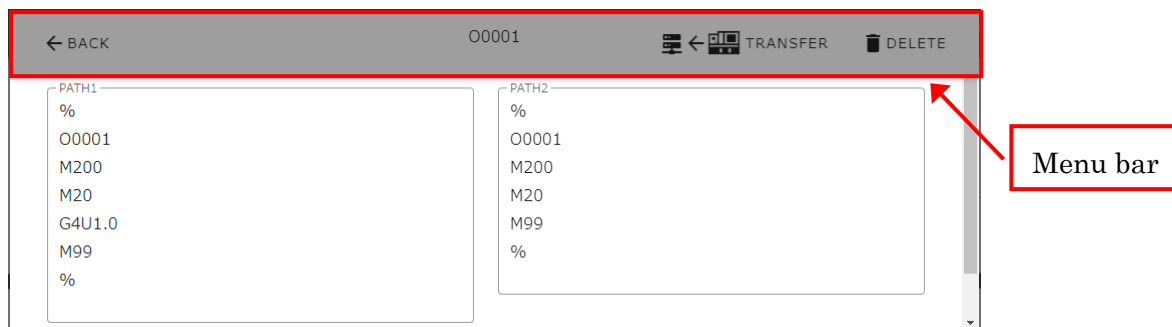 BACK
O0001
TRANSFER
DELETE
PATH1
%
O0001
M200
M20
G4U1.0
M99
%
PATH2
%
O0001
M200
M20
M99
%
Menu bar